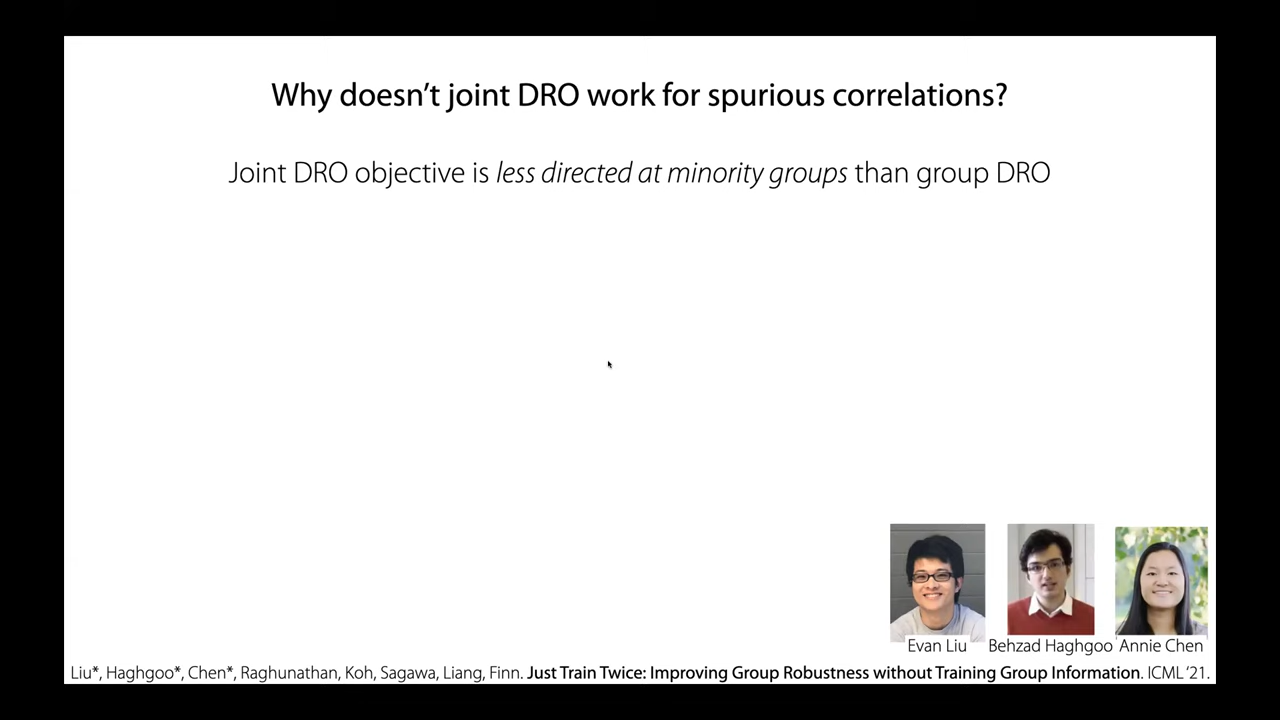 Why doesn't joint DRO work for spurious correlations?
Joint DRO objective is less directed at minority groups than group DRO
Evan Liu
Behzad Haghgoo
Annie Chen
Liu*, Haghgoo*, Chen*, Raghunathan, Koh, Sagawa, Liang, Finn. Just Train Twice: Improving Group Robustness without Training Group Information. ICML '21.